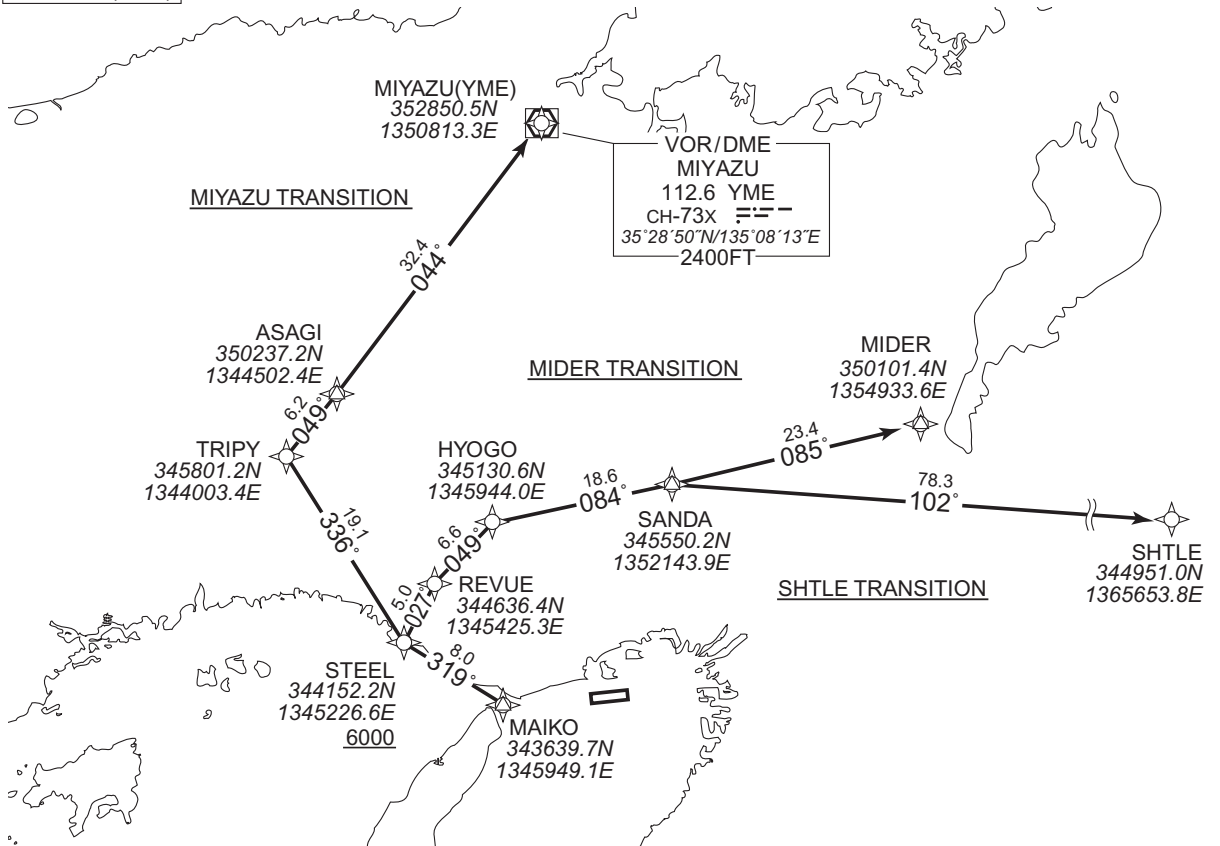 MIYAZU(YME)
352850.5N
1350813.3E
VOR/DME
MIYAZU
112.6 YME
CH-73X
35°28´50˝N/135°08´13˝E
2400FT
MIYAZU TRANSITION
32.4
044°
ASAGI
350237.2N
1344502.4E
6.2
049°
TRIPY
345801.2N
1344003.4E
19.1
336°
MIDER TRANSITION
MIDER
350101.4N
1354933.6E
23.4
085°
HYOGO
345130.6N
1345944.0E
18.6
084°
78.3
102°
SANDA
345550.2N
1352143.9E
SHTLE
344951.0N
1365653.8E
SHTLE TRANSITION
6.6
049°
REVUE
344636.4N
1345425.3E
5.0
027°
STEEL
344152.2N
1345226.6E
6000
8.0
319°
MAIKO
343639.7N
1345949.1E